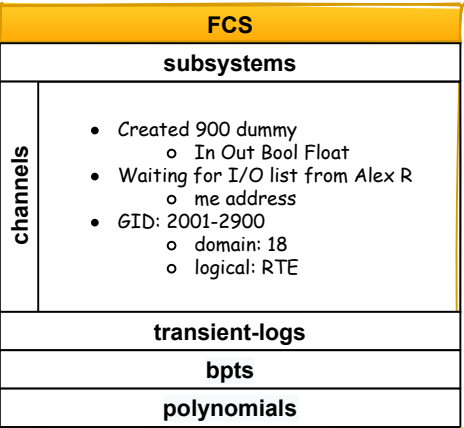 FCS
subsystems
channels
● Created 900 dummy
o In Out Bool Float
● Waiting for I/O list from Alex R
o me address
● GID: 2001-2900
o domain: 18
o logical: RTE
transient-logs
bpts
polynomials